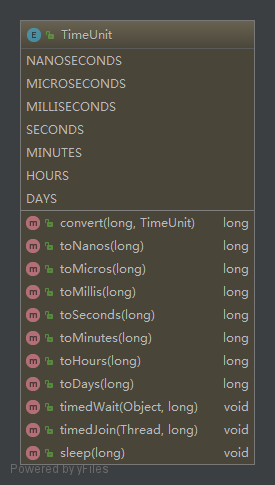 E TimeUnit
NANOSECONDS
MICROSECONDS
MILLISECONDS
SECONDS
MINUTES
HOURS
DAYS
m convert(long, TimeUnit) long
m toNanos(long) long
m toMicros(long) long
m toMillis(long) long
m toSeconds(long) long
m toMinutes(long) long
m toHours(long) long
m toDays(long) long
m timedWait(Object, long) void
m timedJoin(Thread, long) void
m sleep(long) void
Powered by yFiles